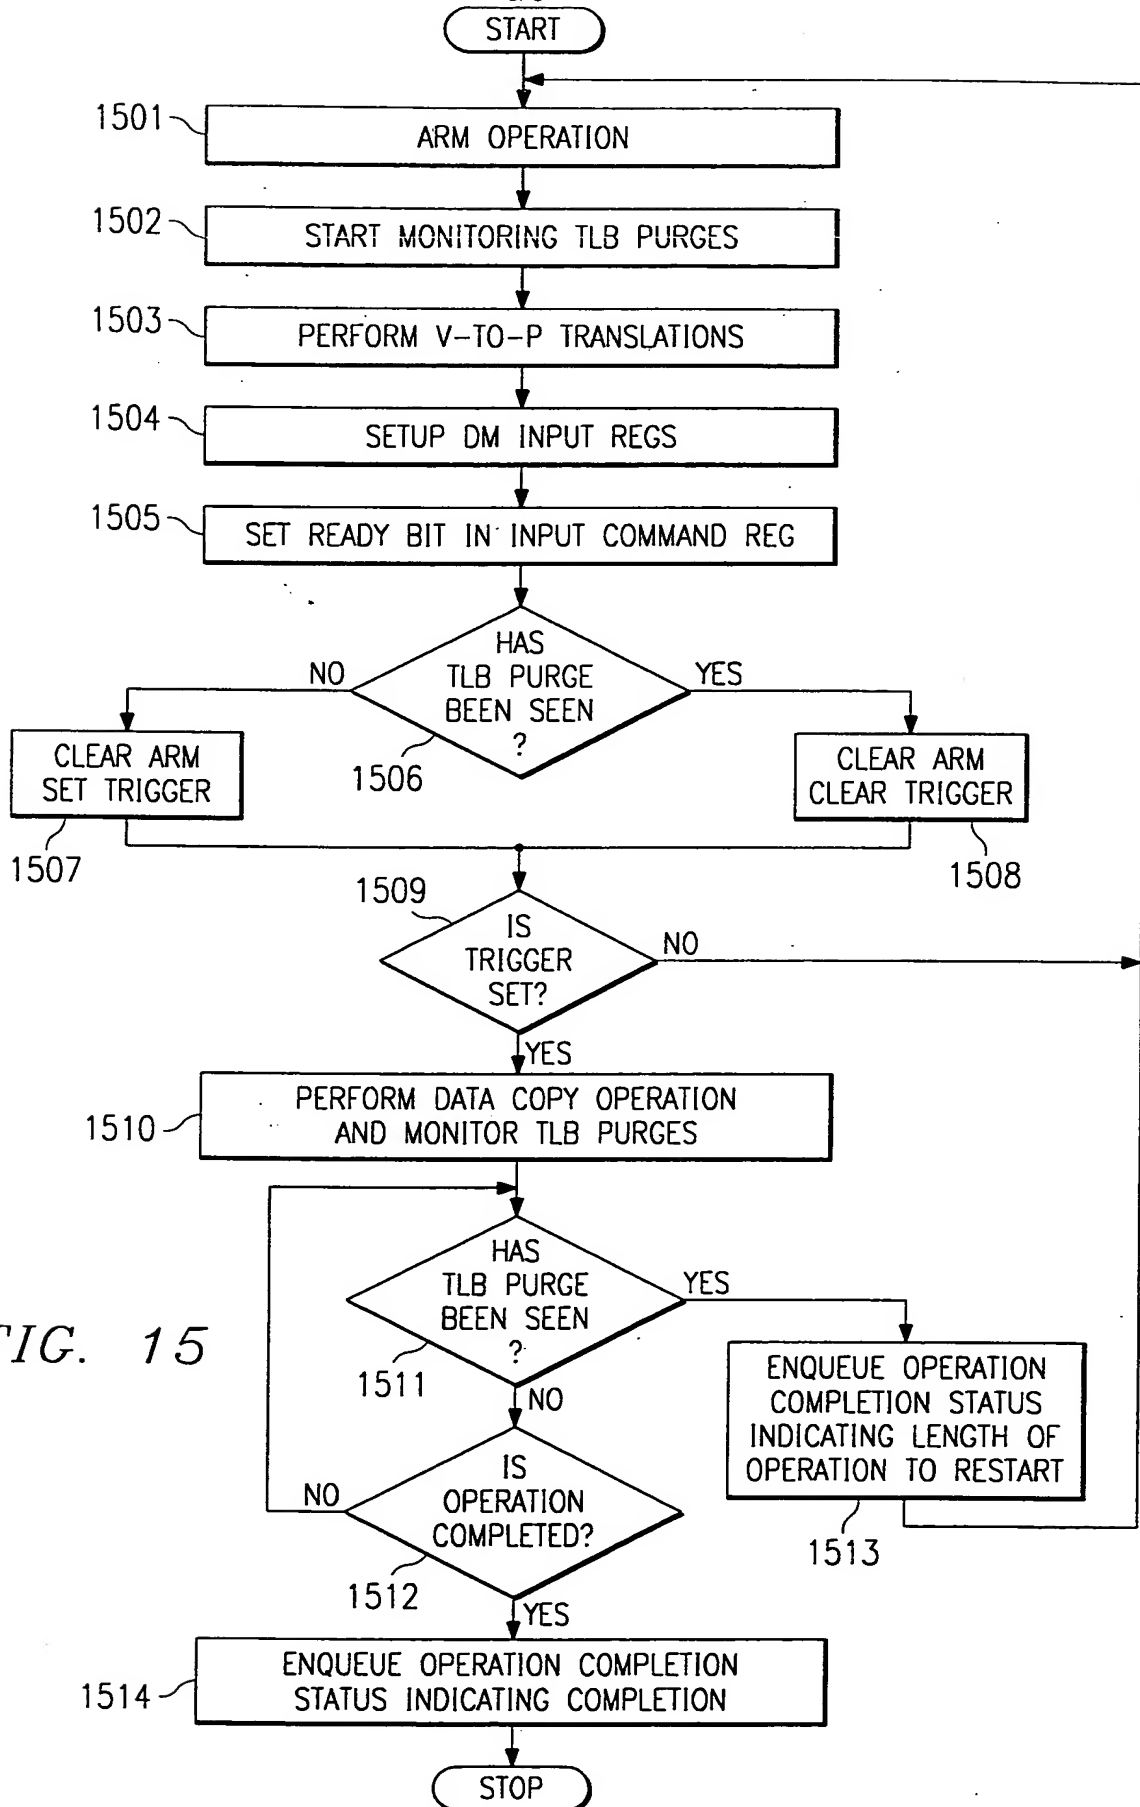 START
1501
ARM OPERATION
1502
START MONITORING TLB PURGES
1503
PERFORM V-TO-P TRANSLATIONS
1504
SETUP DM INPUT REGS
1505
SET READY BIT IN INPUT COMMAND REG
HAS
TLB PURGE
BEEN SEEN
?
NO
YES
1506
CLEAR ARM
SET TRIGGER
1507
CLEAR ARM
CLEAR TRIGGER
1508
1509
IS
TRIGGER
SET?
NO
YES
1510
PERFORM DATA COPY OPERATION
AND MONITOR TLB PURGES
HAS
TLB PURGE
BEEN SEEN
?
YES
1511
NO
FIG. 15
ENQUEUE OPERATION
COMPLETION STATUS
INDICATING LENGTH OF
OPERATION TO RESTART
1513
IS
OPERATION
COMPLETED?
NO
1512
YES
1514
ENQUEUE OPERATION COMPLETION
STATUS INDICATING COMPLETION
STOP